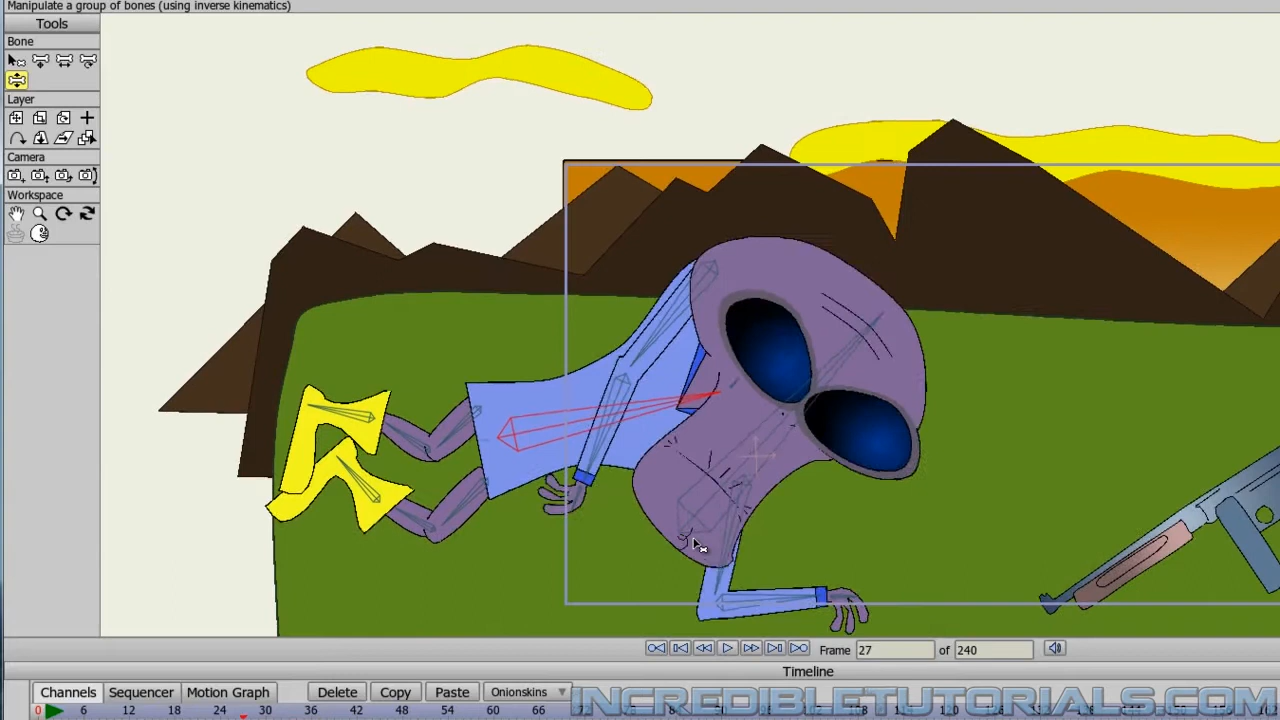 Manipulate a group of bones (using inverse kinematics)
Tools
Bone
Layer
Camera
Workspace
Frame 27 of 240
Timeline
Channels Sequencer Motion Graph Delete Copy Paste Onionskins
0 6 12 18 24 30 36 42 48 54 60 66
INCREDIBLETUTORIALS.COM